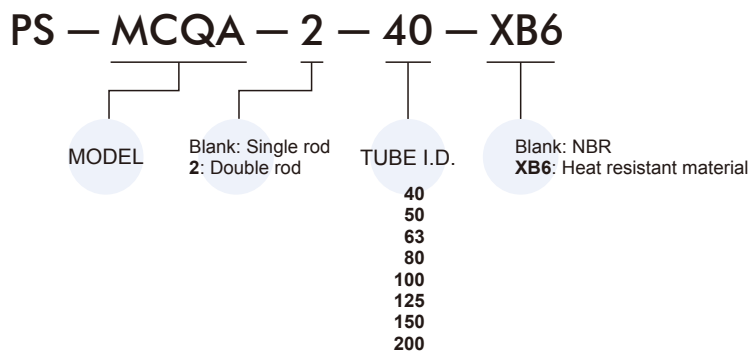 PS — MCQA — 2 — 40 — XB6
MODEL
Blank: Single rod
2: Double rod
TUBE I.D.
40
50
63
80
100
125
150
200
Blank: NBR
XB6: Heat resistant material